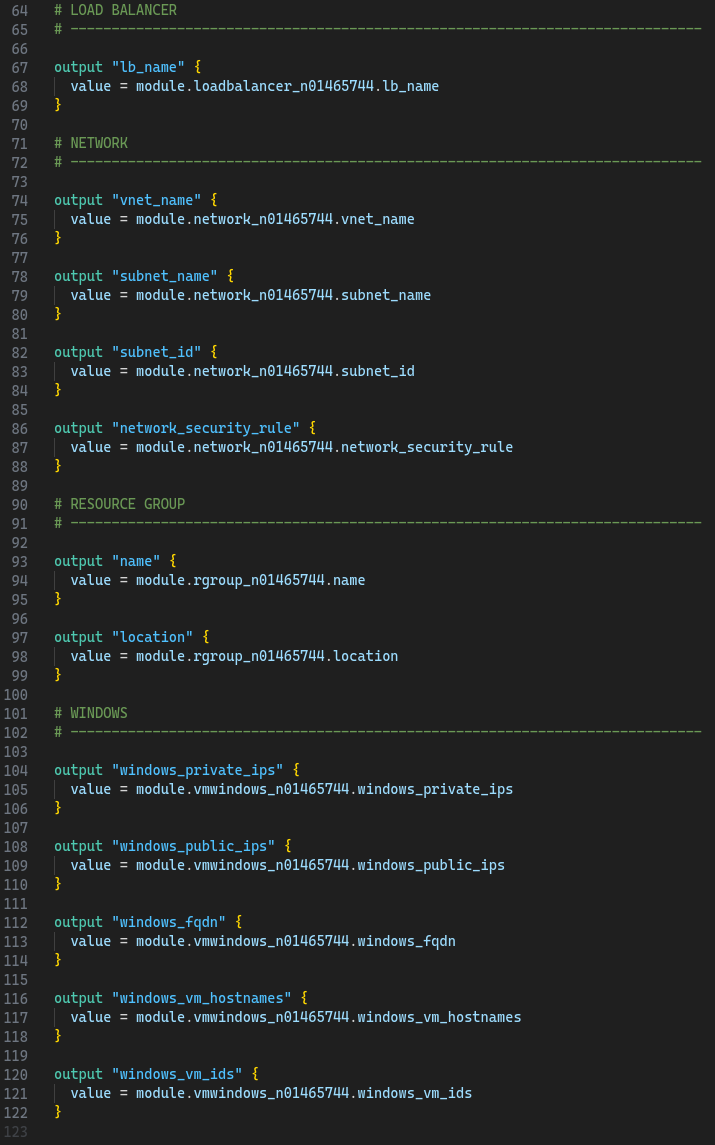 64 # LOAD BALANCER
65 # -----------------------------------------------------------------------------
66
67 output "lb_name" {
68   value = module.loadbalancer_n01465744.lb_name
69 }
70
71 # NETWORK
72 # -----------------------------------------------------------------------------
73
74 output "vnet_name" {
75   value = module.network_n01465744.vnet_name
76 }
77
78 output "subnet_name" {
79   value = module.network_n01465744.subnet_name
80 }
81
82 output "subnet_id" {
83   value = module.network_n01465744.subnet_id
84 }
85
86 output "network_security_rule" {
87   value = module.network_n01465744.network_security_rule
88 }
89
90 # RESOURCE GROUP
91 # -----------------------------------------------------------------------------
92
93 output "name" {
94   value = module.rgroup_n01465744.name
95 }
96
97 output "location" {
98   value = module.rgroup_n01465744.location
99 }
100
101 # WINDOWS
102 # -----------------------------------------------------------------------------
103
104 output "windows_private_ips" {
105   value = module.vmwindows_n01465744.windows_private_ips
106 }
107
108 output "windows_public_ips" {
109   value = module.vmwindows_n01465744.windows_public_ips
110 }
111
112 output "windows_fqdn" {
113   value = module.vmwindows_n01465744.windows_fqdn
114 }
115
116 output "windows_vm_hostnames" {
117   value = module.vmwindows_n01465744.windows_vm_hostnames
118 }
119
120 output "windows_vm_ids" {
121   value = module.vmwindows_n01465744.windows_vm_ids
122 }
123